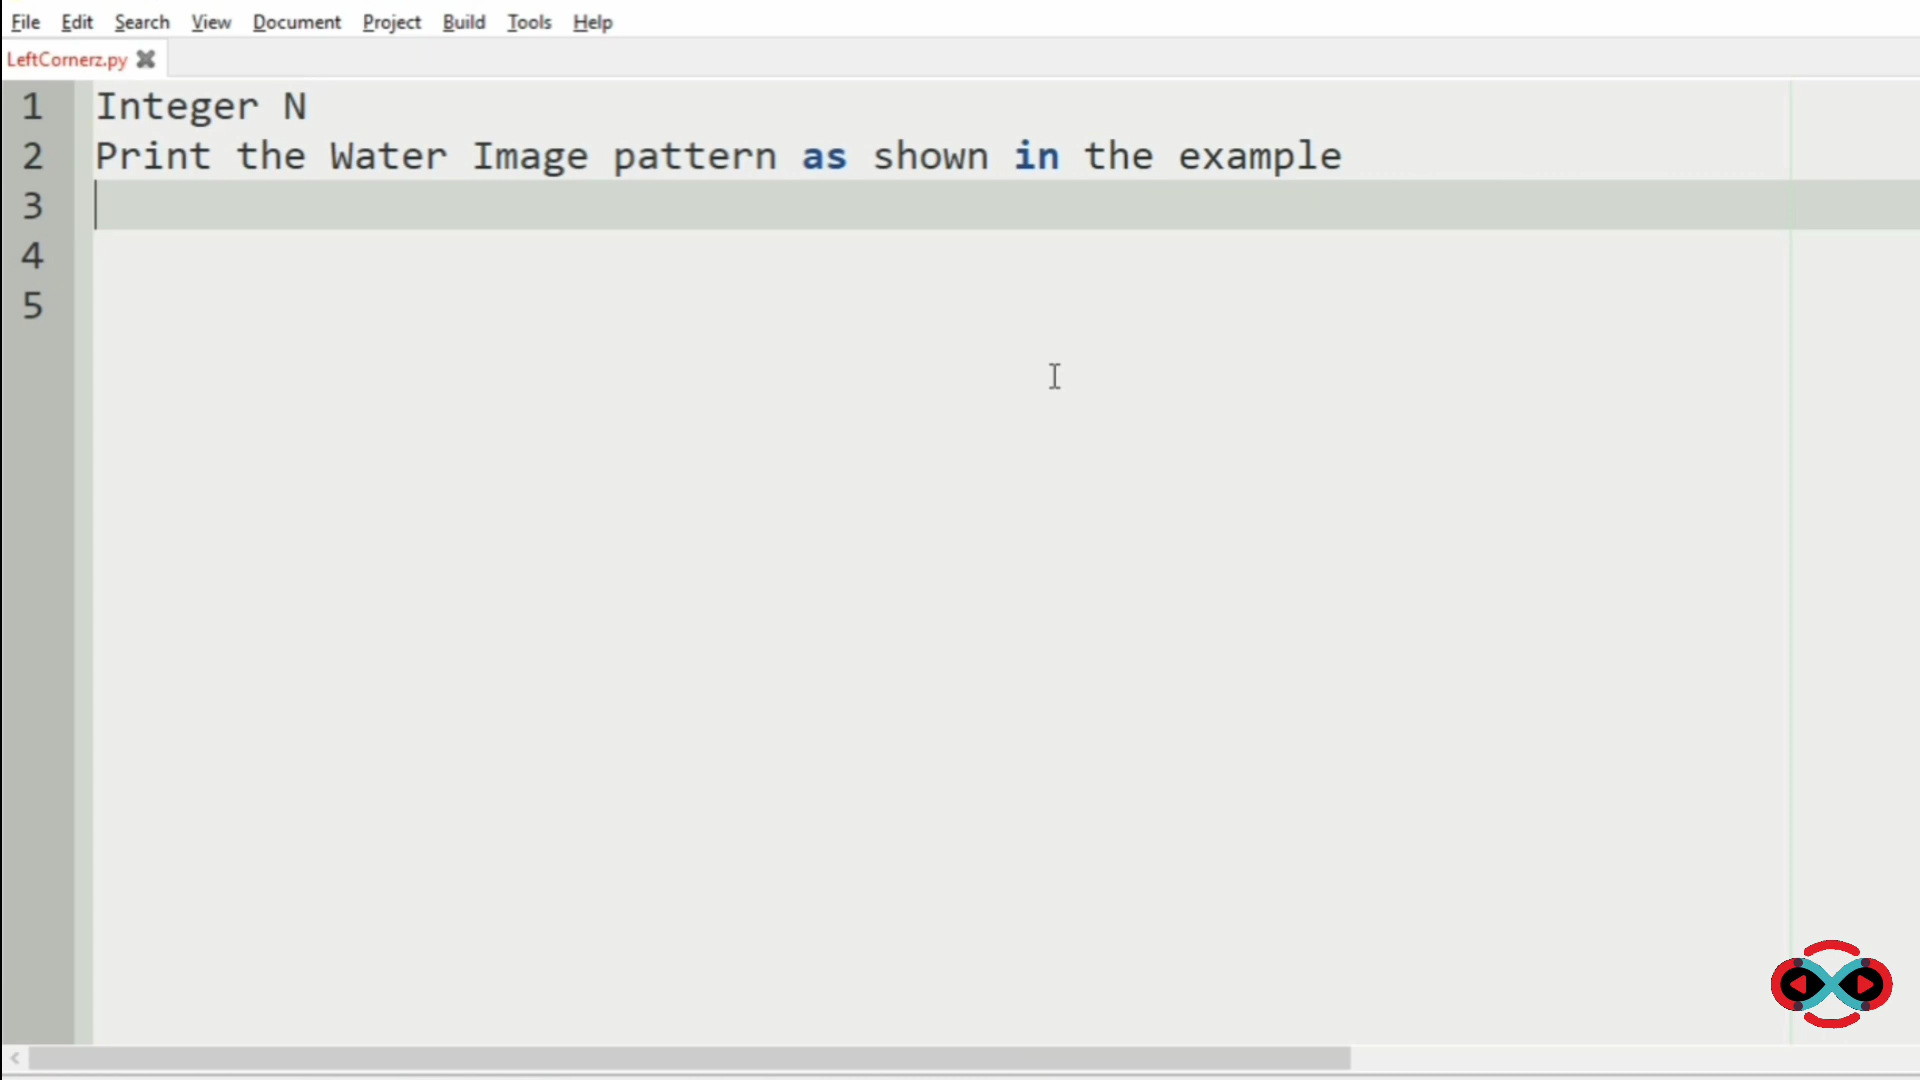 File Edit Search View Document Project Build Tools Help
LeftCornerz.py
1 Integer N
2 Print the Water Image pattern as shown in the example
3
4
5